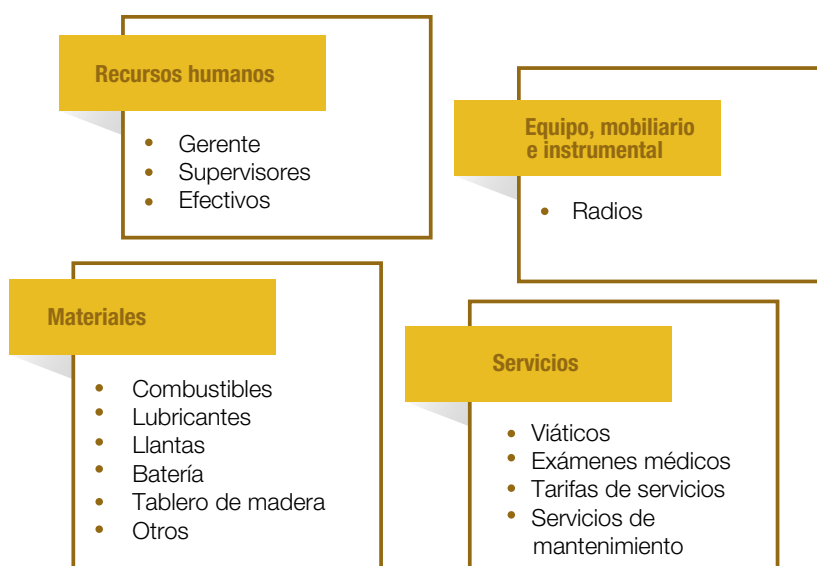 Recursos humanos
• Gerente
• Supervisores
• Efectivos
Equipo, mobiliario
e instrumental
• Radios
Materiales
• Combustibles
• Lubricantes
• Llantas
• Batería
• Tablero de madera
• Otros
Servicios
• Viáticos
• Exámenes médicos
• Tarifas de servicios
• Servicios de
mantenimiento